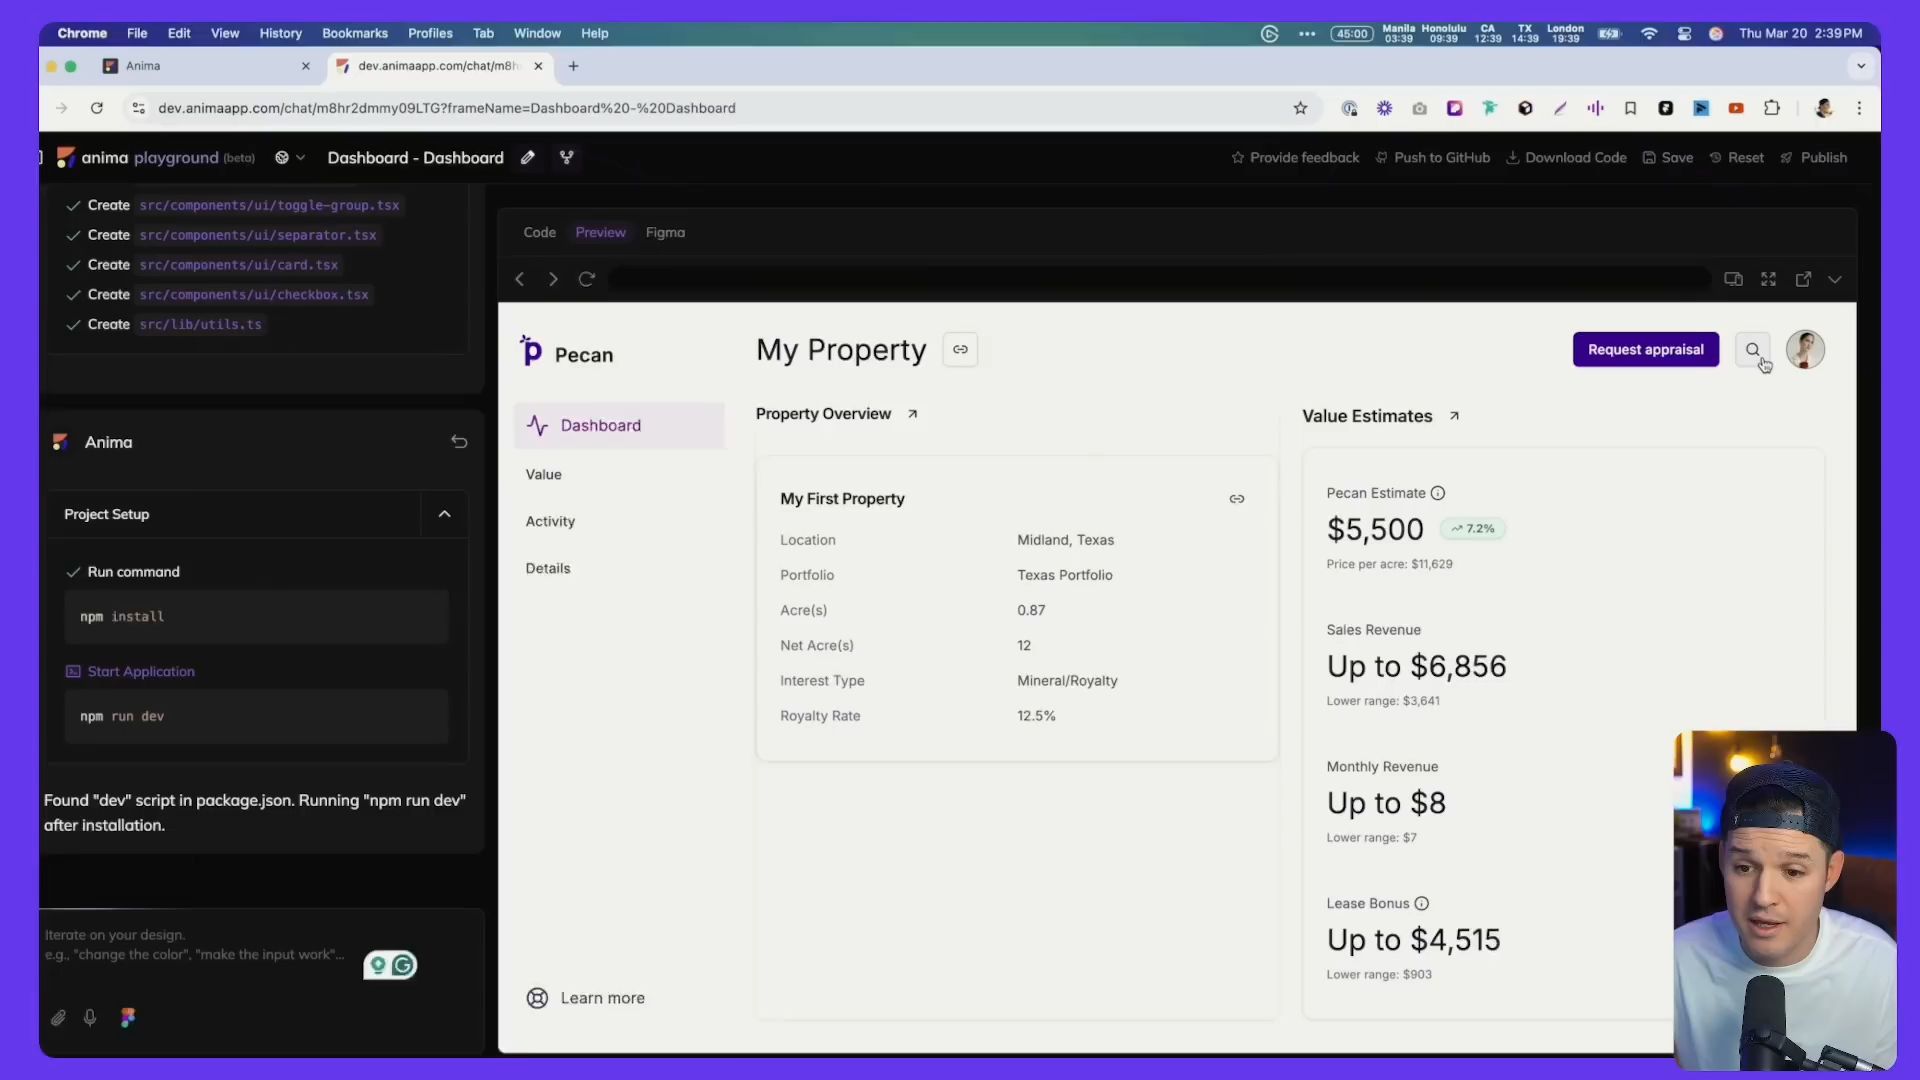 Chrome File Edit View History Bookmarks Profiles Tab Window Help
45:00 Manila 03:39 Honolulu 09:39 CA 12:39 TX 14:39 London 19:39 Thu Mar 20 2:39 PM
Anima
dev.animaapp.com/chat/m8h
dev.animaapp.com/chat/m8hr2dmmy09LTG?frameName=Dashboard%20-%20Dashboard
anima playground (beta)
Dashboard - Dashboard
Provide feedback Push to GitHub Download Code Save Reset Publish
Create src/components/ui/toggle-group.tsx
Create src/components/ui/separator.tsx
Create src/components/ui/card.tsx
Create src/components/ui/checkbox.tsx
Create src/lib/utils.ts
Anima
Project Setup
Run command
npm install
Start Application
npm run dev
Found "dev" script in package.json. Running "npm run dev"
after installation.
Iterate on your design.
e.g., "change the color", "make the input work"...
Code Preview Figma
Pecan
Dashboard
Value
Activity
Details
Learn more
My Property
Request appraisal
Property Overview
My First Property
Location Midland, Texas
Portfolio Texas Portfolio
Acre(s) 0.87
Net Acre(s) 12
Interest Type Mineral/Royalty
Royalty Rate 12.5%
Value Estimates
Pecan Estimate
$5,500 7.2%
Price per acre: $11,629
Sales Revenue
Up to $6,856
Lower range: $3,641
Monthly Revenue
Up to $8
Lower range: $7
Lease Bonus
Up to $4,515
Lower range: $903